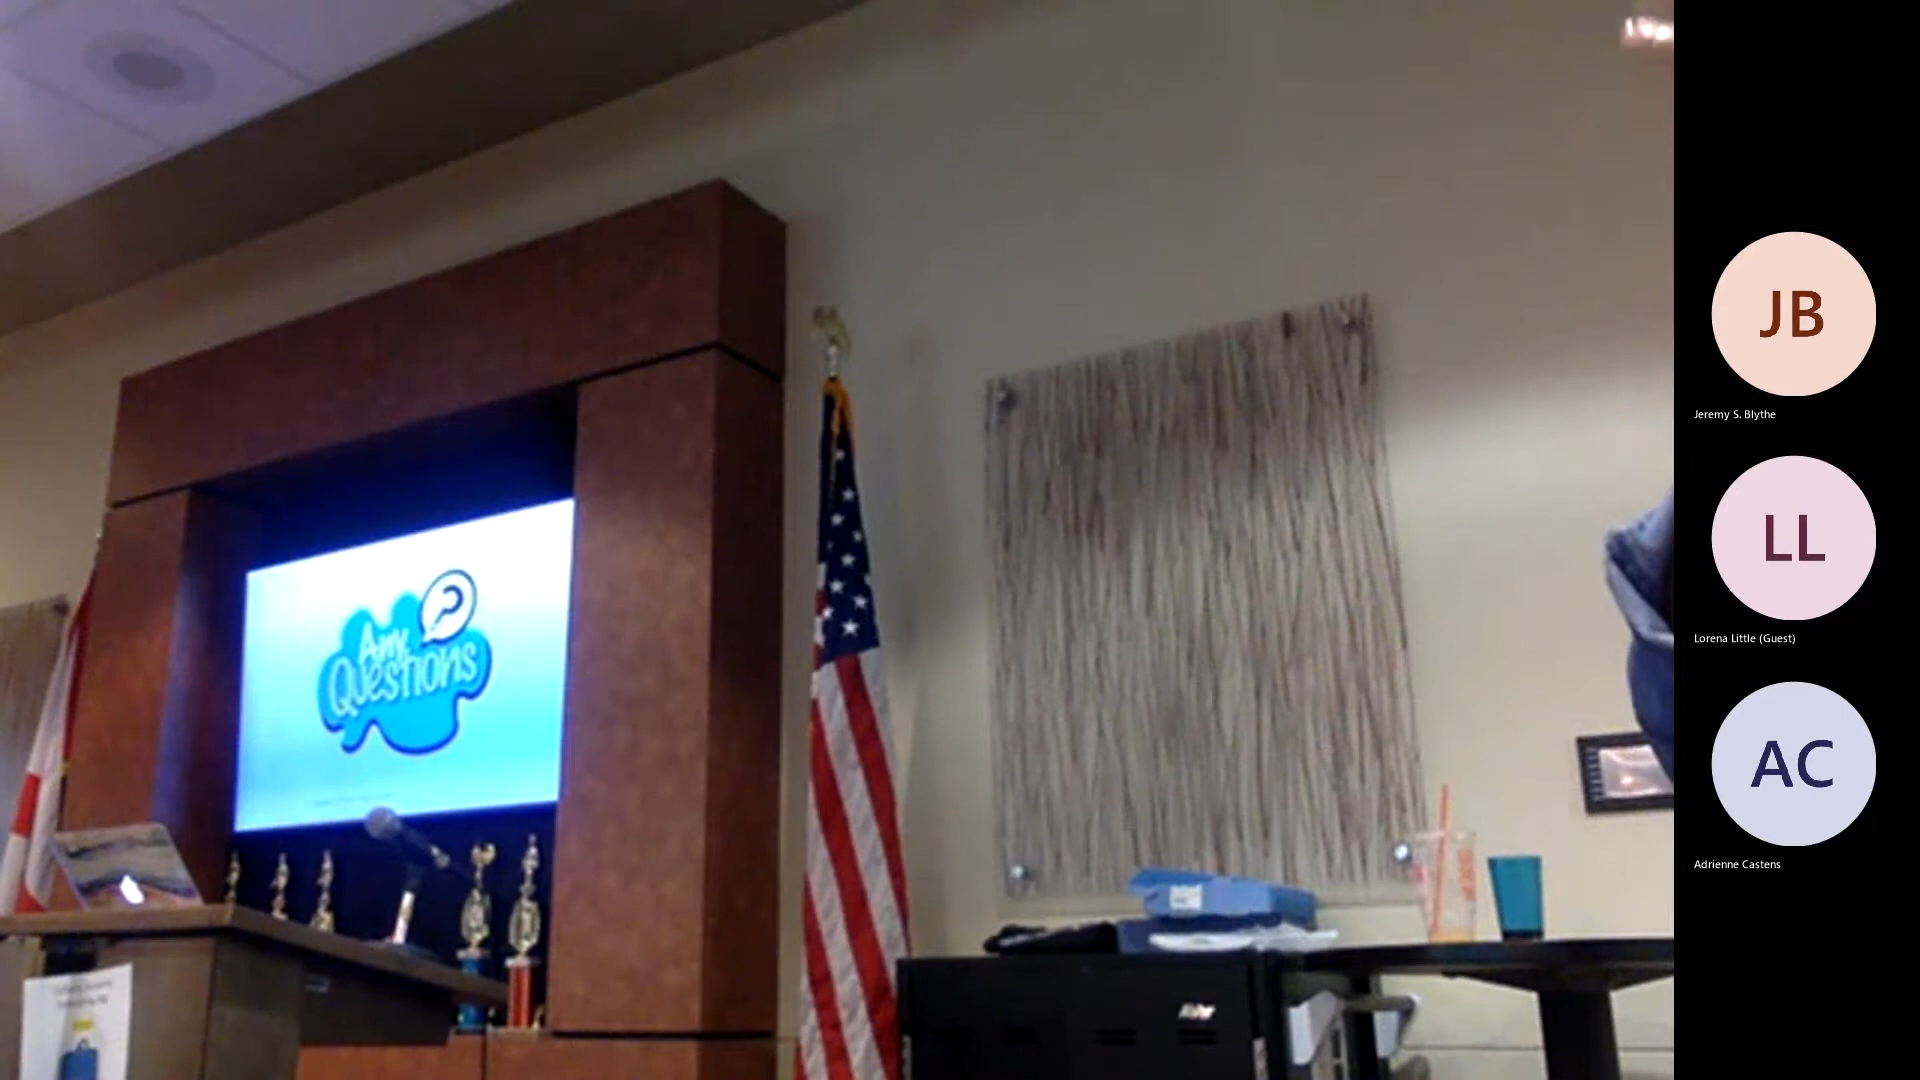 Any
Questions
JB
Jeremy S. Blythe
LL
Lorena Little (Guest)
AC
Adrienne Castens